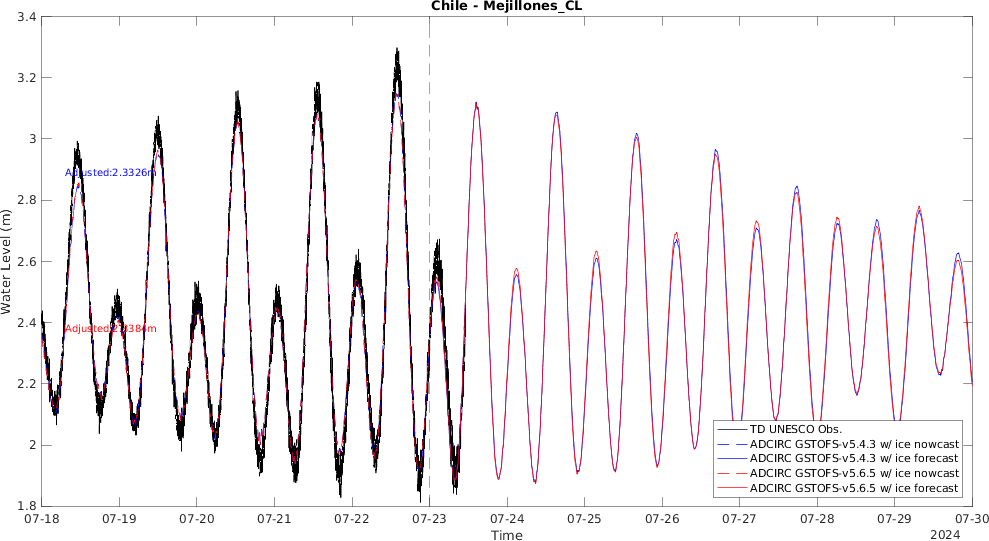 Chile - Mejillones_CL
3.4
3.2
3
2.8
2.6
2.4
2.2
2
1.8
Water Level (m)
Adjusted:2.3326m
TD UNESCO Obs.
ADCIRC GSTOFS-v5.4.3 w/ ice nowcast
ADCIRC GSTOFS-v5.4.3 w/ ice forecast
ADCIRC GSTOFS-v5.6.5 w/ ice nowcast
ADCIRC GSTOFS-v5.6.5 w/ ice forecast
07-18 07-19 07-20 07-21 07-22 07-23 07-24 07-25 07-26 07-27 07-28 07-29 07-30
Time
2024